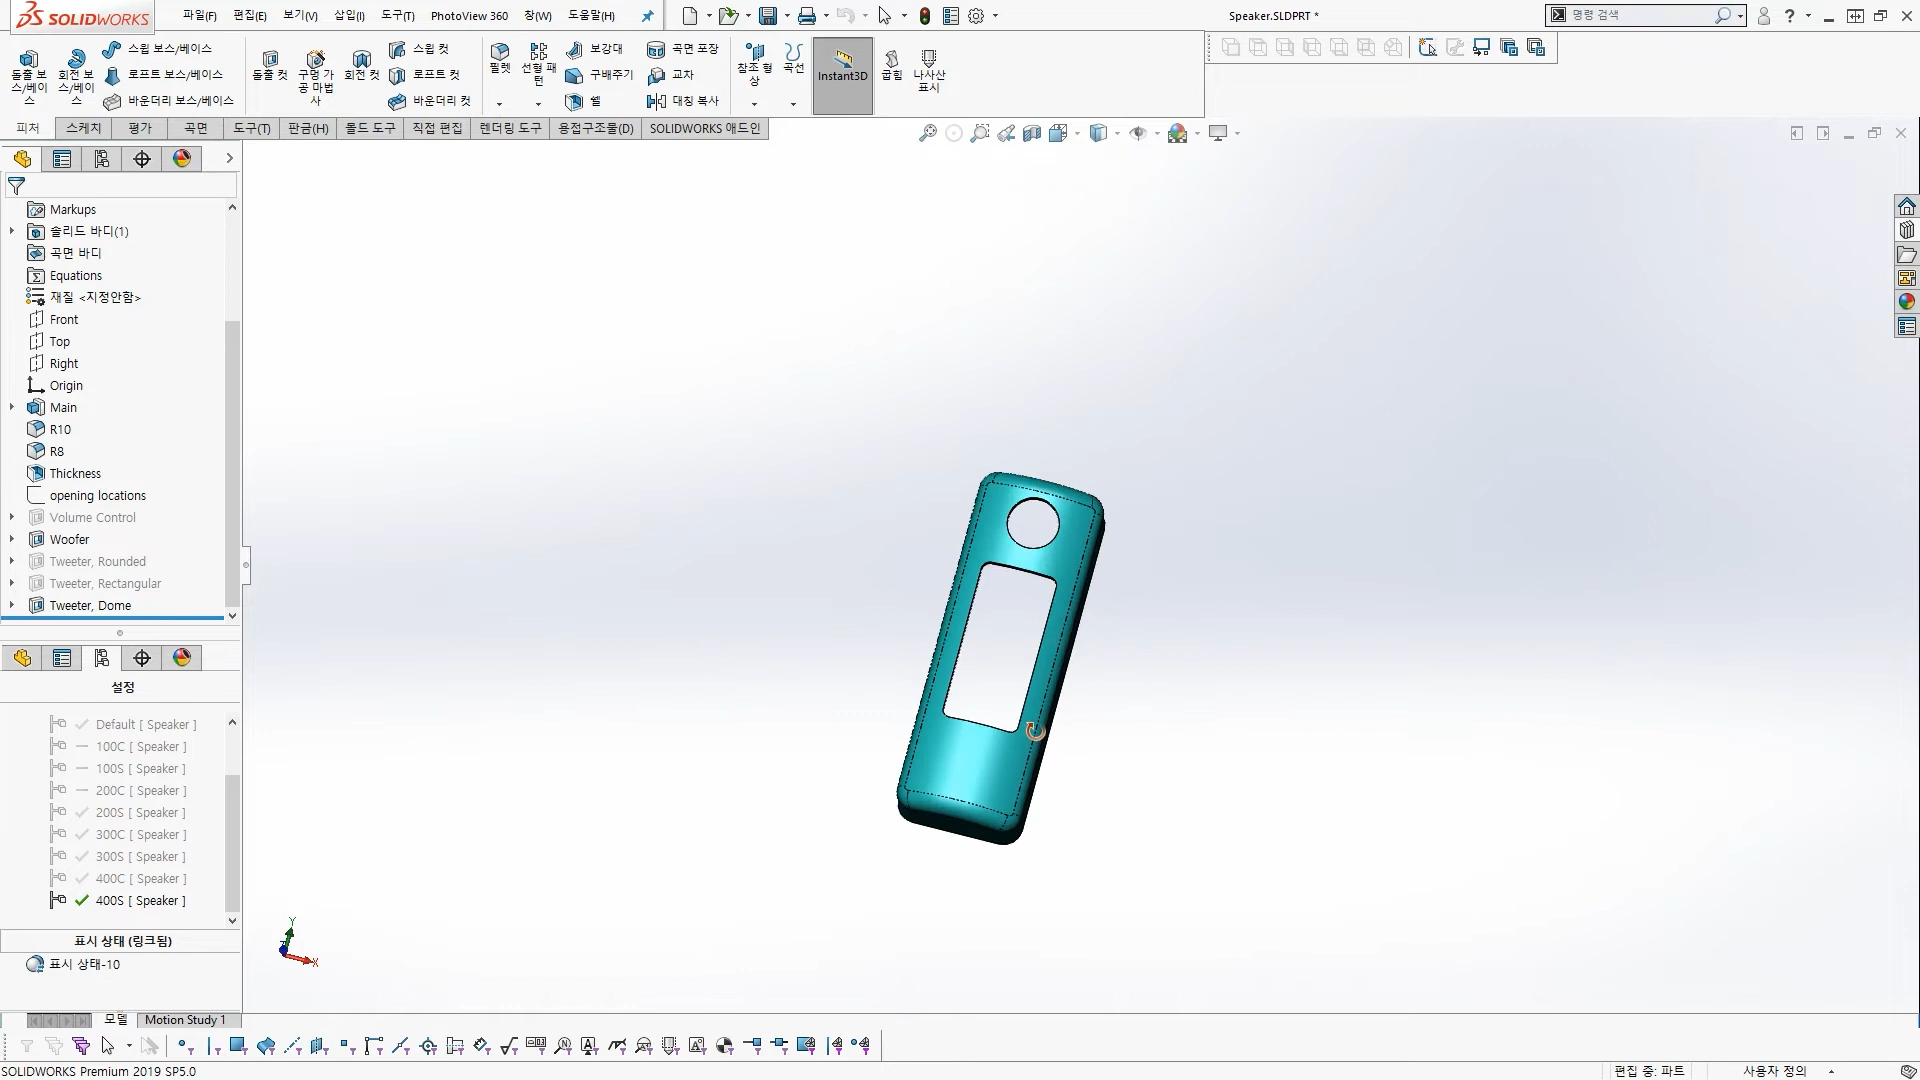 SOLIDWORKS
파일(F) 편집(E) 보기(V) 삽입(I) 도구(T) PhotoView 360 창(W) 도움말(H)
Speaker.SLDPRT *
명령 검색
돌출 보스/베이스
회전 보스/베이스
스윕 보스/베이스
로프트 보스/베이스
바운더리 보스/베이스
돌출 컷
구멍 가공 마법사
회전 컷
스윕 컷
로프트 컷
바운더리 컷
필렛
선형 패턴
보강대
구배주기
쉘
곡면 포장
교차
대칭 복사
참조 형상
곡선
Instant3D
굽힘
나사산 표시
피처 스케치 평가 곡면 도구(T) 판금(H) 몰드 도구 직접 편집 렌더링 도구 용접구조물(D) SOLIDWORKS 애드인
Markups
솔리드 바디(1)
곡면 바디
Equations
재질 <지정안함>
Front
Top
Right
Origin
Main
R10
R8
Thickness
opening locations
Volume Control
Woofer
Tweeter, Rounded
Tweeter, Rectangular
Tweeter, Dome
설정
Default [ Speaker ]
100C [ Speaker ]
100S [ Speaker ]
200C [ Speaker ]
200S [ Speaker ]
300C [ Speaker ]
300S [ Speaker ]
400C [ Speaker ]
400S [ Speaker ]
표시 상태 (링크됨)
표시 상태-10
Y
X
모델 Motion Study 1
SOLIDWORKS Premium 2019 SP5.0
편집 중: 파트
사용자 정의